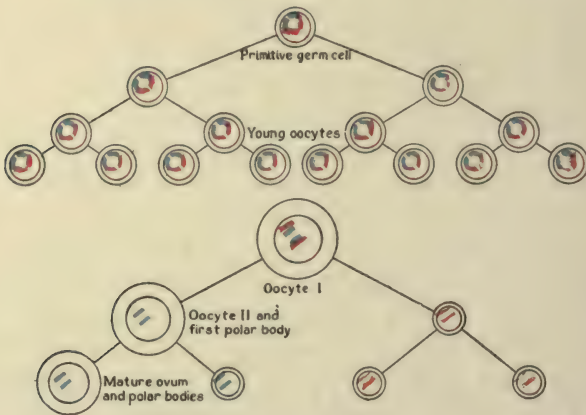 Primitive germ cell
Young oocytes
Oocyte I
Oocyte II and
first polar body
Mature ovum
and polar bodies